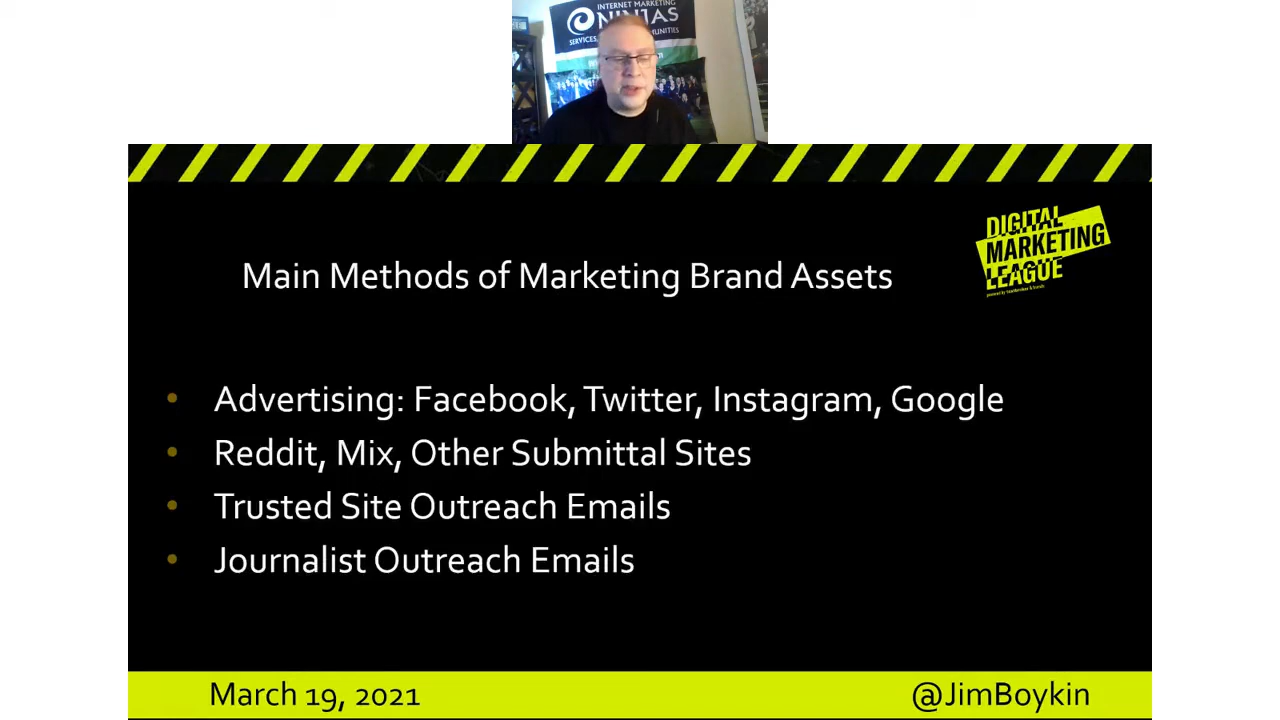 INTERNET MARKETING
NINJAS
DIGITAL
MARKETING
LEAGUE
Main Methods of Marketing Brand Assets
• Advertising: Facebook, Twitter, Instagram, Google
• Reddit, Mix, Other Submittal Sites
• Trusted Site Outreach Emails
• Journalist Outreach Emails
March 19, 2021
@JimBoykin